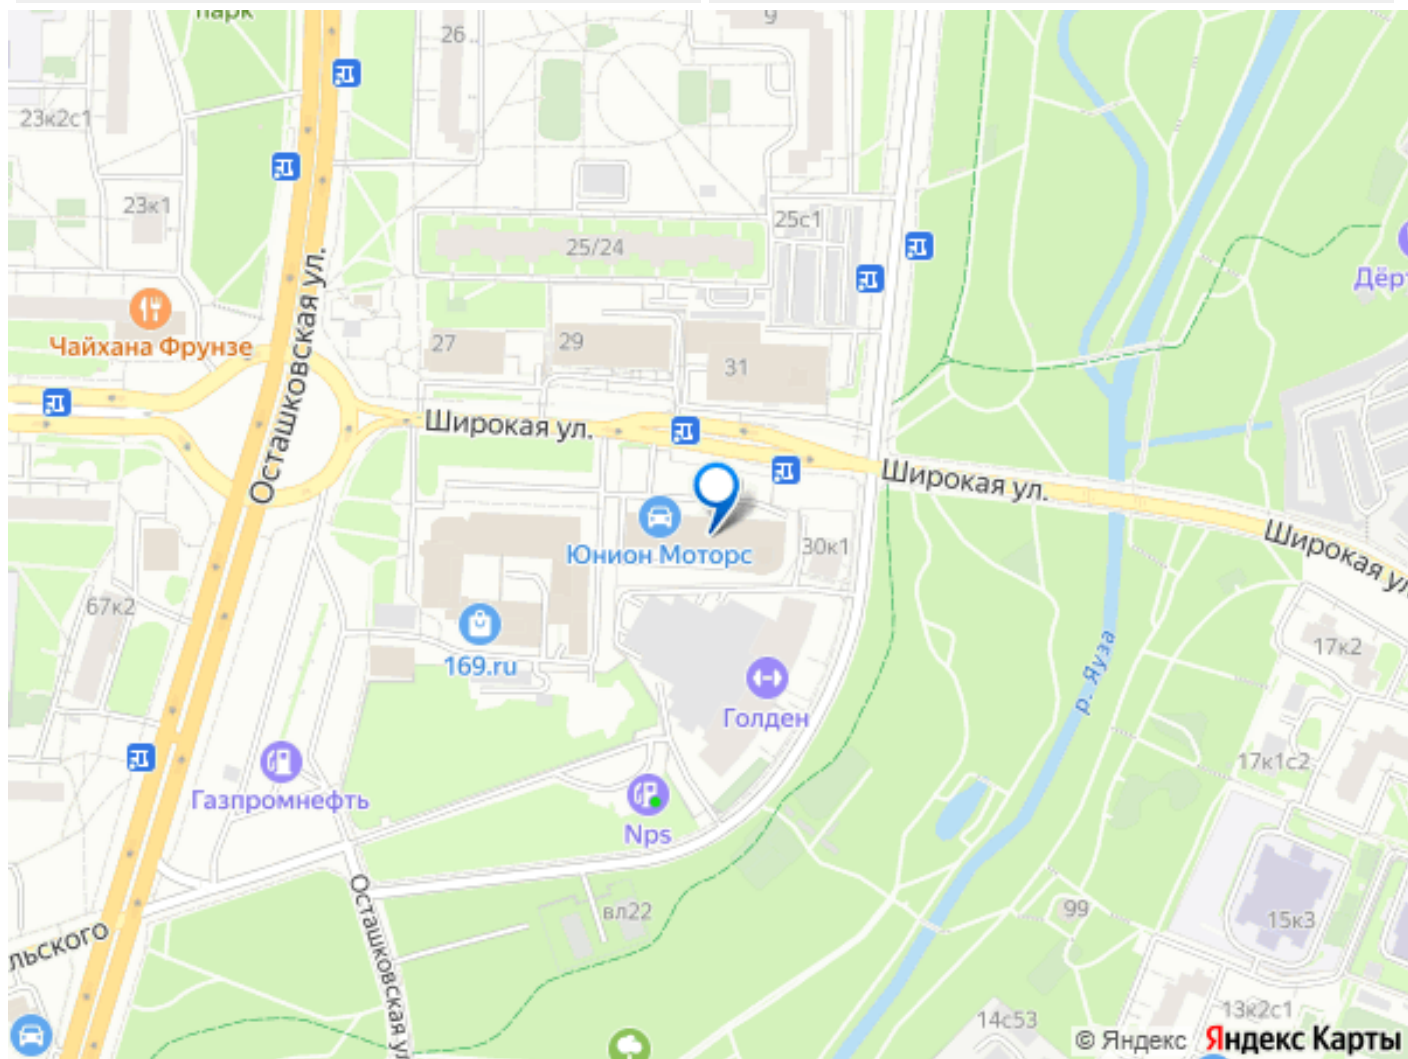 парк
9
26
23к2с1
23к1
25с1
25/24
Осташковская ул.
Чайхана Фрунзе
27
29
31
Широкая ул.
Широкая ул.
Широкая ул.
Юнион Моторс
30к1
67к2
169.ru
Голден
р. Яуза
17к2
17к1с2
Газпромнефть
Nps
Осташковская ул
вл22
99
15к3
льского
14с53
13к2с1
© Яндекс Яндекс Карты